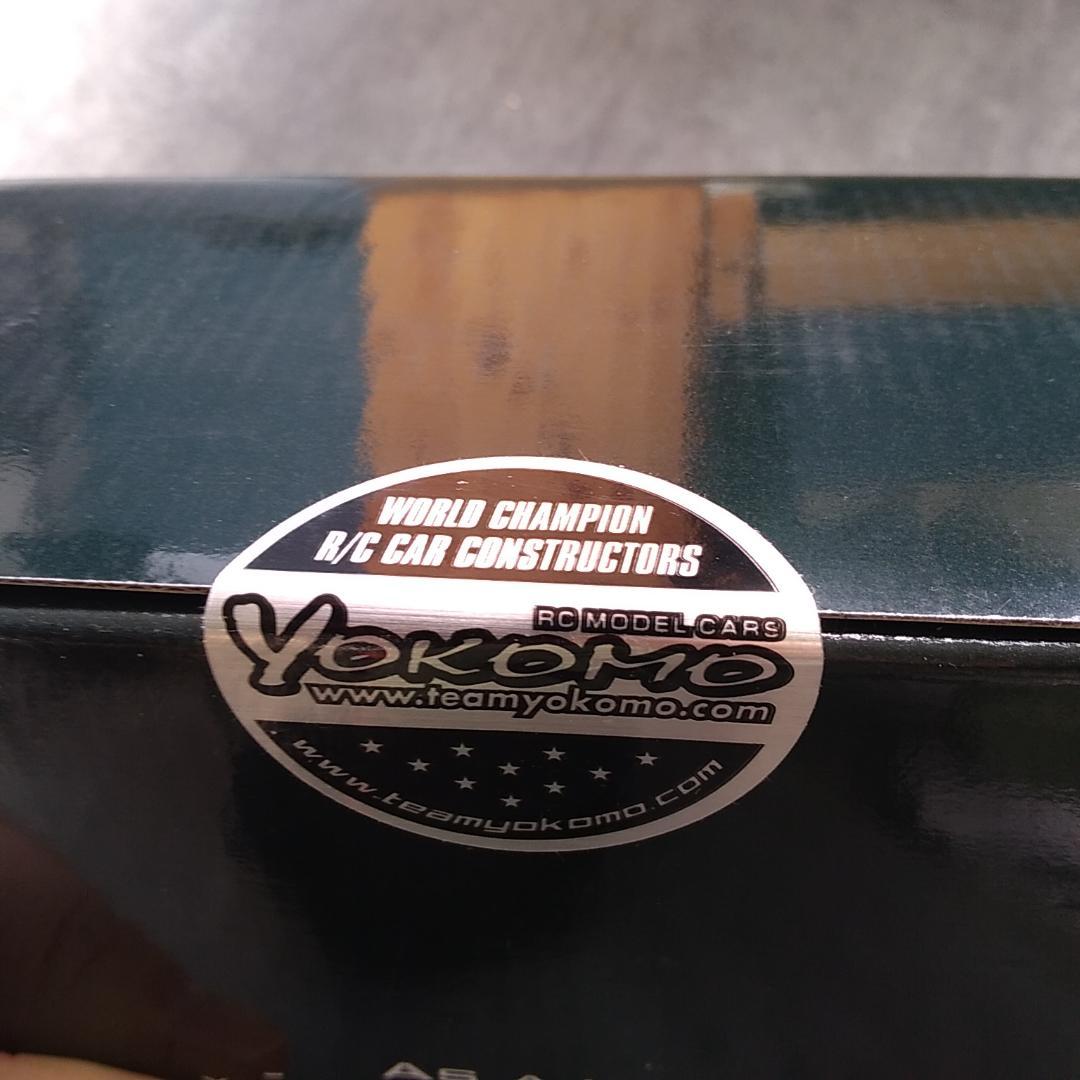 WORLD CHAMPION
R/C CAR CONSTRUCTORS
RC MODEL CARS
YOKOMO
www.teamyokomo.com
www.teamyokomo.com